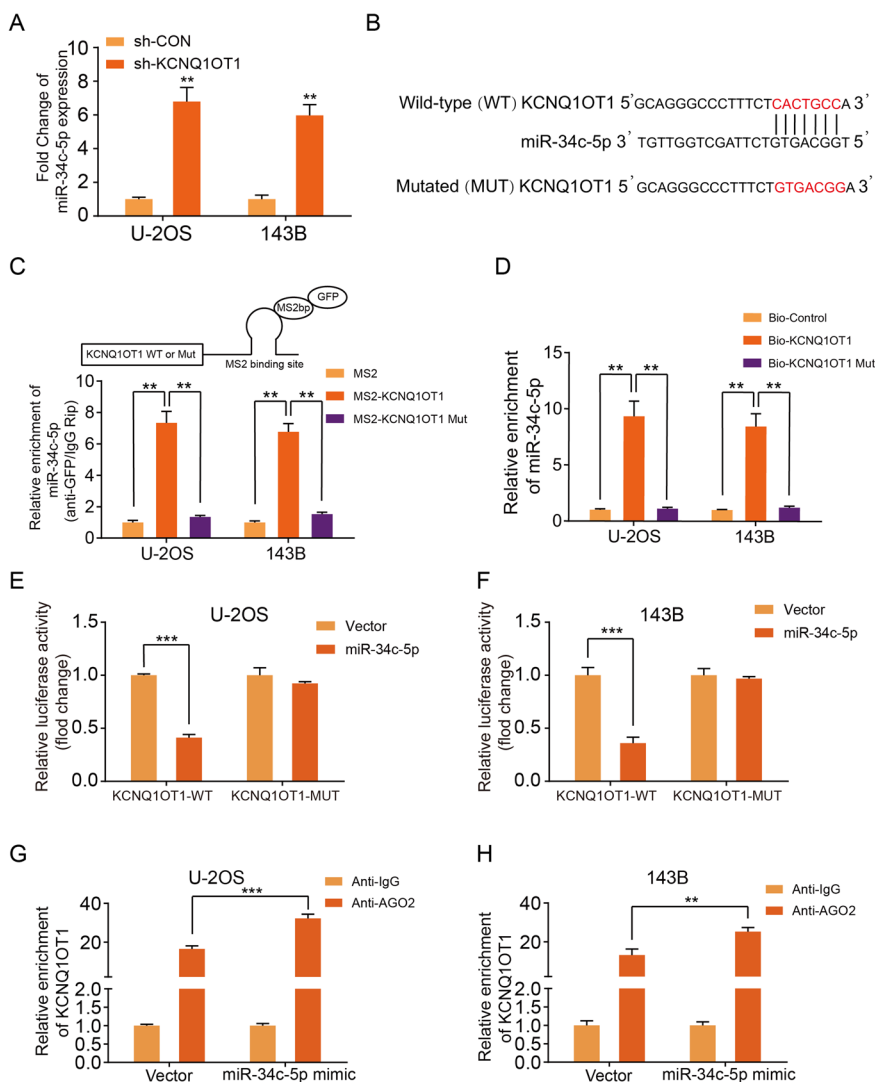 A
sh-CON
sh-KCNQ1OT1
Fold Change of
miR-34c-5p expression
10
8
6
4
2
0
**
**
U-2OS
143B
B
Wild-type (WT) KCNQ1OT1 5' GCAGGGCCCTTTCTCACTGCCA 3'
miR-34c-5p 3' TGTTGGTCGATTCTGTGACGGT 5'
Mutated (MUT) KCNQ1OT1 5' GCAGGGCCCTTTCTGTGACGGA 3'
C
GFP
MS2bp
KCNQ1OT1 WT or Mut
MS2 binding site
MS2
MS2-KCNQ1OT1
MS2-KCNQ1OT1 Mut
Relative enrichment of
miR-34c-5p
(anti-GFP/IgG Rip)
10
8
6
4
2
0
** **
** **
U-2OS
143B
D
Bio-Control
Bio-KCNQ1OT1
Bio-KCNQ1OT1 Mut
Relative enrichment
of miR-34c-5p
15
10
5
0
** **
** **
U-2OS
143B
E
U-2OS
Vector
miR-34c-5p
Relative luciferase activity
(flod change)
1.5
1.0
0.5
0.0
***
KCNQ1OT1-WT
KCNQ1OT1-MUT
F
143B
Vector
miR-34c-5p
Relative luciferase activity
(flod change)
1.5
1.0
0.5
0.0
***
KCNQ1OT1-WT
KCNQ1OT1-MUT
G
U-2OS
Anti-IgG
Anti-AGO2
Relative enrichment
of KCNQ1OT1
40
20
2.0
1.5
1.0
0.5
0.0
***
Vector
miR-34c-5p mimic
H
143B
Anti-IgG
Anti-AGO2
Relative enrichment
of KCNQ1OT1
40
20
2.0
1.5
1.0
0.5
0.0
**
Vector
miR-34c-5p mimic